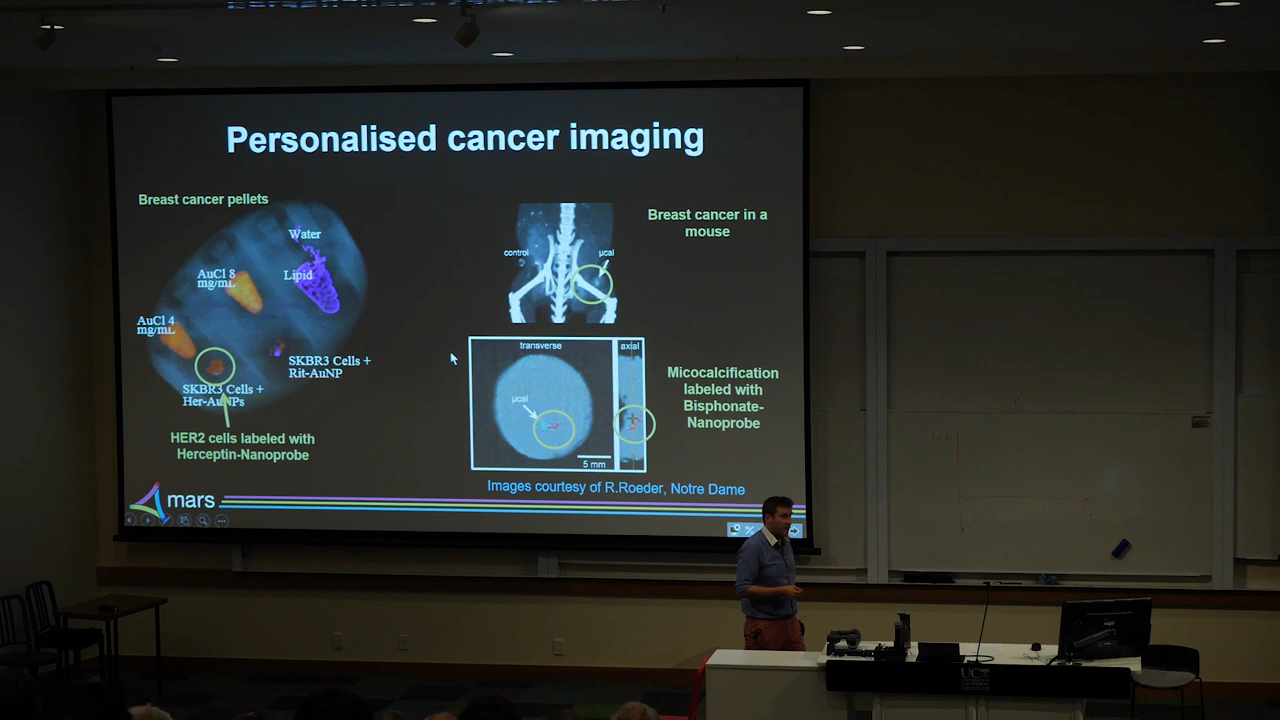 Personalised cancer imaging
Breast cancer pellets
Water
Lipid
AuCl 8
mg/mL
AuCl 4
mg/mL
SKBR3 Cells +
Rit-AuNP
SKBR3 Cells +
Her-AuNPs
HER2 cells labeled with
Herceptin-Nanoprobe
control
µcal
Breast cancer in a
mouse
transverse
axial
µcal
5 mm
Micocalcification
labeled with
Bisphonate-
Nanoprobe
Images courtesy of R.Roeder, Notre Dame
mars
UC